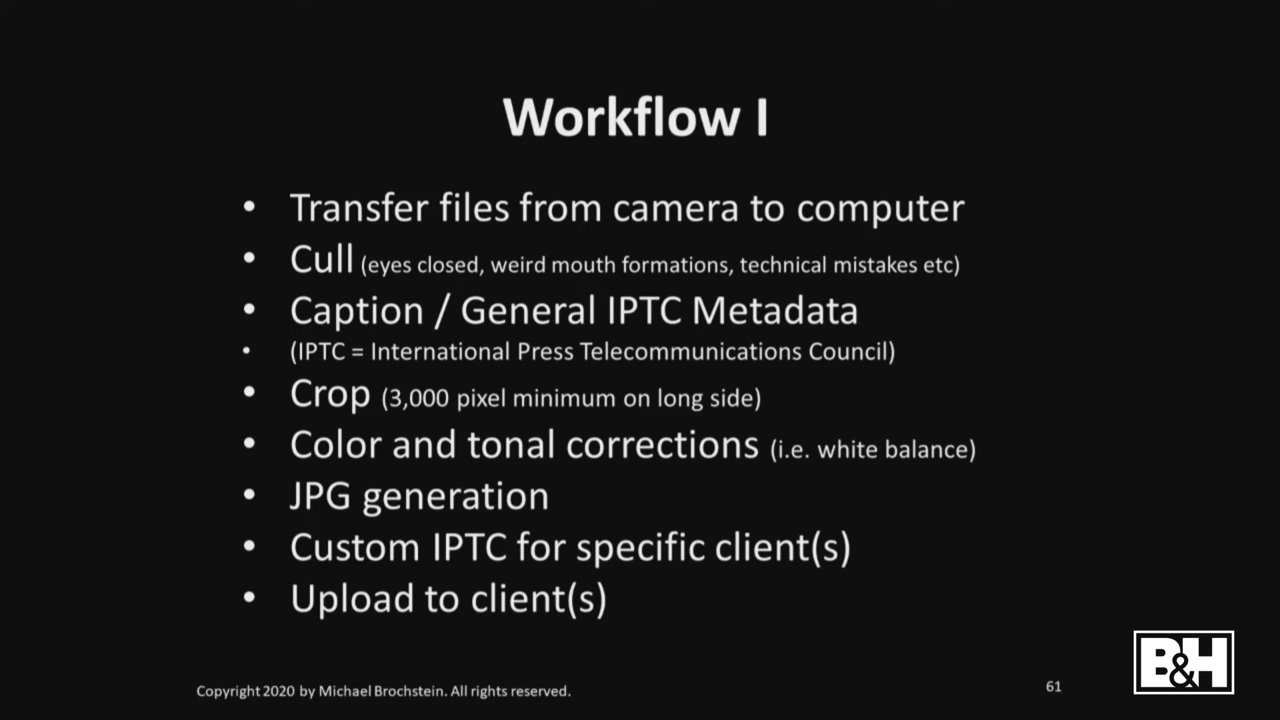 Workflow I
• Transfer files from camera to computer
• Cull (eyes closed, weird mouth formations, technical mistakes etc)
• Caption / General IPTC Metadata
• (IPTC = International Press Telecommunications Council)
• Crop (3,000 pixel minimum on long side)
• Color and tonal corrections (i.e. white balance)
• JPG generation
• Custom IPTC for specific client(s)
• Upload to client(s)
Copyright 2020 by Michael Brochstein. All rights reserved.
61
B&H